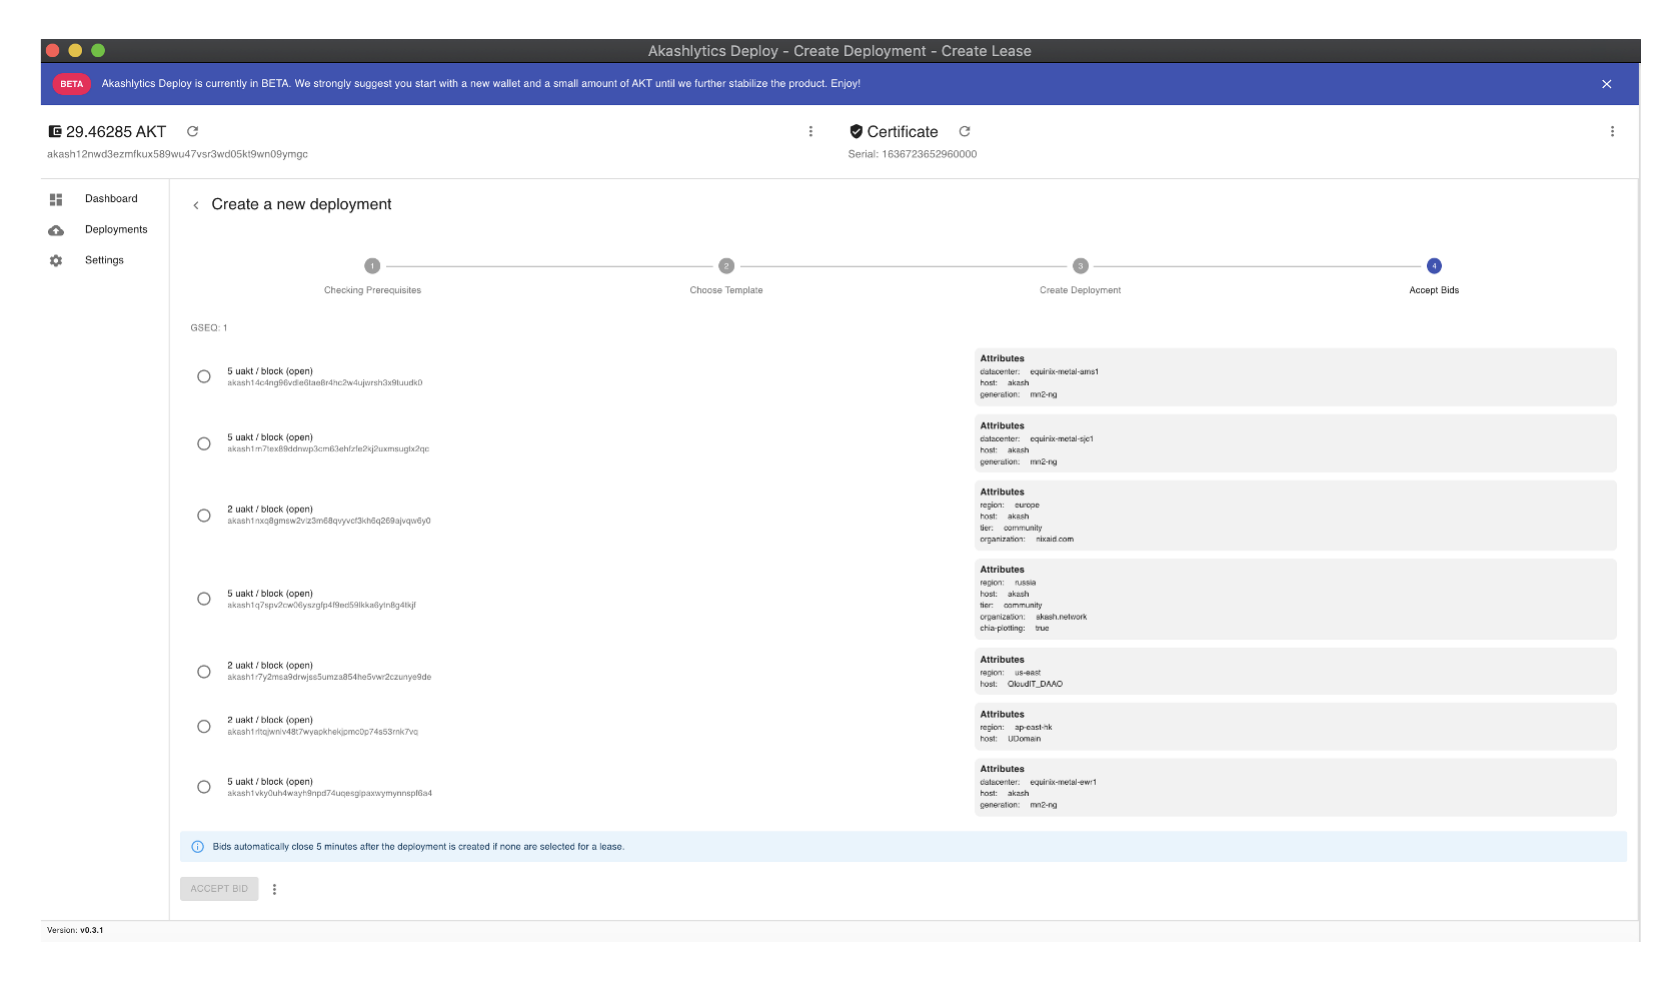 Akashlytics Deploy - Create Deployment - Create Lease
BETA Akashlytics Deploy is currently in BETA. We strongly suggest you start with a new wallet and a small amount of AKT until we further stabilize the product. Enjoy!
29.46285 AKT
akash12nwd3ezmfkux589wu47vsr3wd05kt9wn09ymgc
Certificate
Serial: 1636723652960000
Dashboard
Deployments
Settings
Create a new deployment
1 2 3 4
Checking Prerequisites Choose Template Create Deployment Accept Bids
GSEQ: 1
5 uakt / block (open)
Attributes
datacenter: equinix-metal-ams1
host: akash
generation: mn2-ng
5 uakt / block (open)
Attributes
datacenter: equinix-metal-sjc1
host: akash
generation: mn2-ng
2 uakt / block (open)
Attributes
region: europe
host: akash
tier: community
organization: nixaid.com
5 uakt / block (open)
Attributes
region: russia
host: akash
tier: community
organization: akash.network
chia-plotting: true
2 uakt / block (open)
akash1r7y2msa9drwjss5umza854he5vwr2czunye9de
Attributes
region: us-east
host: QloudIT_DAAO
2 uakt / block (open)
Attributes
region: ap-east-hk
host: UDomain
5 uakt / block (open)
akash1vky0uh4wayh9npd74uqesgipaxwymynnspf6a4
Attributes
datacenter: equinix-metal-ewr1
host: akash
generation: mn2-ng
Bids automatically close 5 minutes after the deployment is created if none are selected for a lease.
ACCEPT BID
Version: v0.3.1